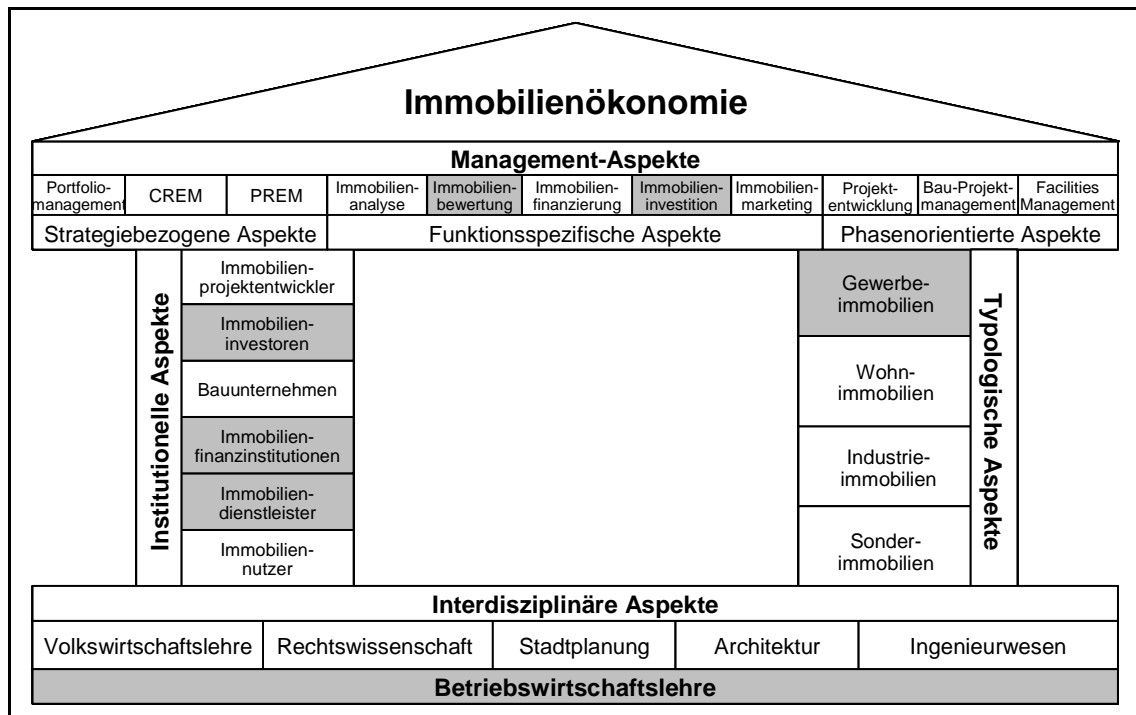 Immobilienökonomie
Management-Aspekte
Portfolio-
management
CREM
PREM
Immobilien-
analyse
Immobilien-
bewertung
Immobilien-
finanzierung
Immobilien-
investition
Immobilien-
marketing
Projekt-
entwicklung
Bau-Projekt-
management
Facilities
Management
Strategiebezogene Aspekte
Funktionsspezifische Aspekte
Phasenorientierte Aspekte
Institutionelle Aspekte
Immobilien-
projektentwickler
Immobilien-
investoren
Bauunternehmen
Immobilien-
finanzinstitutionen
Immobilien-
dienstleister
Immobilien-
nutzer
Gewerbe-
immobilien
Wohn-
immobilien
Industrie-
immobilien
Sonder-
immobilien
Typologische Aspekte
Interdisziplinäre Aspekte
Volkswirtschaftslehre
Rechtswissenschaft
Stadtplanung
Architektur
Ingenieurwesen
Betriebswirtschaftslehre